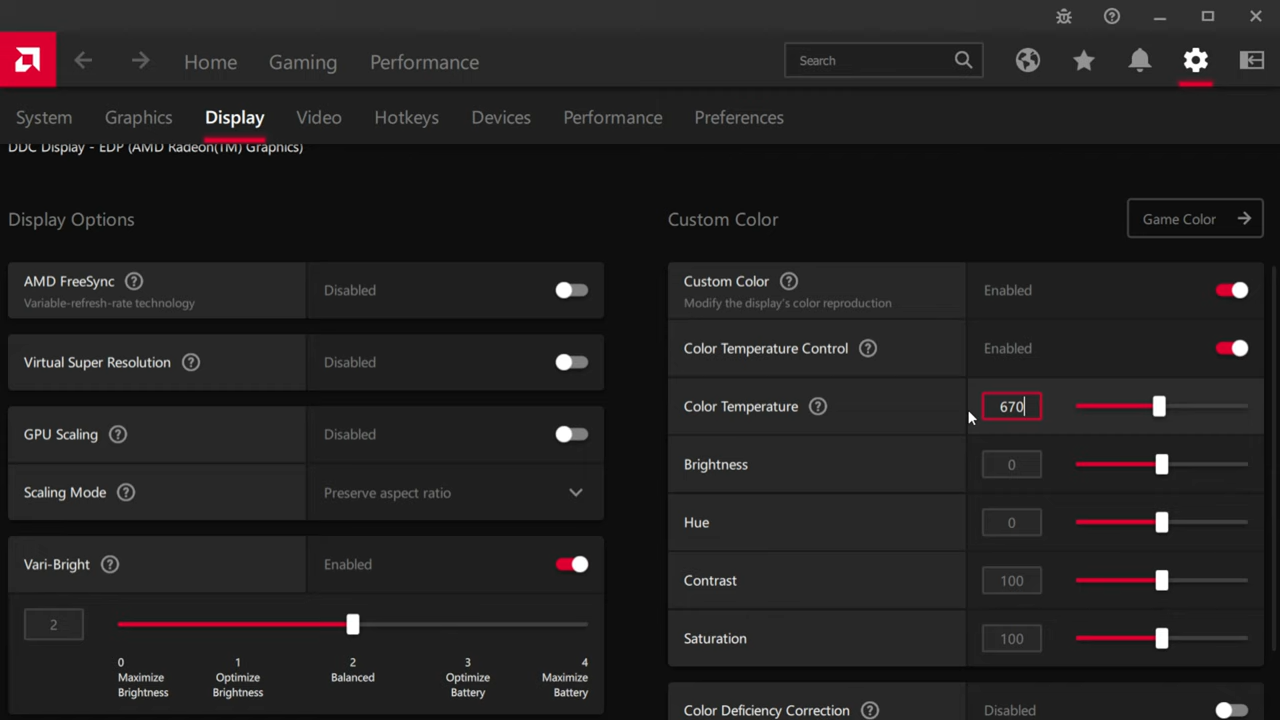 Home
Gaming
Performance
Search
System
Graphics
Display
Video
Hotkeys
Devices
Performance
Preferences
DDC Display - EDP (AMD Radeon(TM) Graphics)
Display Options
AMD FreeSync
Variable-refresh-rate technology
Disabled
Virtual Super Resolution
Disabled
GPU Scaling
Disabled
Scaling Mode
Preserve aspect ratio
Vari-Bright
Enabled
2
0
Maximize
Brightness
1
Optimize
Brightness
2
Balanced
3
Optimize
Battery
4
Maximize
Battery
Custom Color
Game Color
Custom Color
Modify the display's color reproduction
Enabled
Color Temperature Control
Enabled
Color Temperature
670
Brightness
0
Hue
0
Contrast
100
Saturation
100
Color Deficiency Correction
Disabled